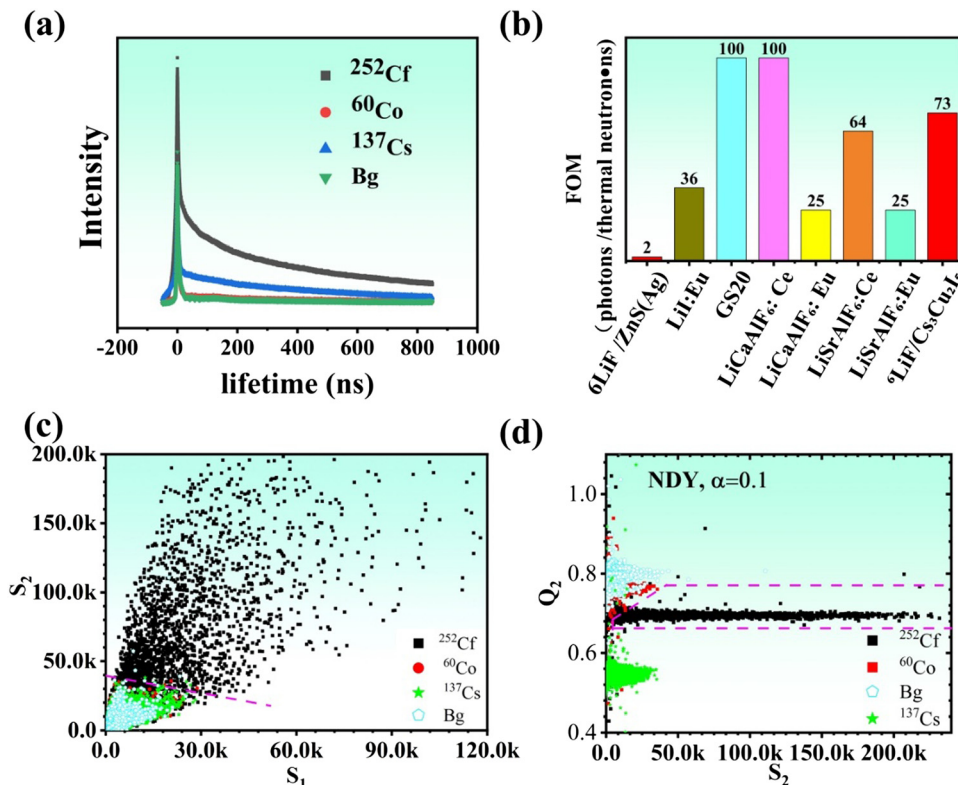 (a)
Intensity
²⁵²Cf
⁶⁰Co
¹³⁷Cs
Bg
-200 0 200 400 600 800 1000
lifetime (ns)
(b)
FOM
(photons /thermal neutron•ns)
2
36
100
100
25
64
25
73
6LiF /ZnS(Ag)
LiI:Eu
GS20
LiCaAlF₆: Ce
LiCaAlF₆: Eu
LiSrAlF₆:Ce
LiSrAlF₆:Eu
⁶LiF/Cs₃Cu₂I₅
(c)
200.0k
150.0k
100.0k
50.0k
0.0
S₂
²⁵²Cf
⁶⁰Co
¹³⁷Cs
Bg
0.0 30.0k 60.0k 90.0k 120.0k
S₁
(d)
NDY, α=0.1
1.0
0.8
0.6
0.4
Q₂
²⁵²Cf
⁶⁰Co
Bg
¹³⁷Cs
0.0 50.0k 100.0k 150.0k 200.0k
S₂